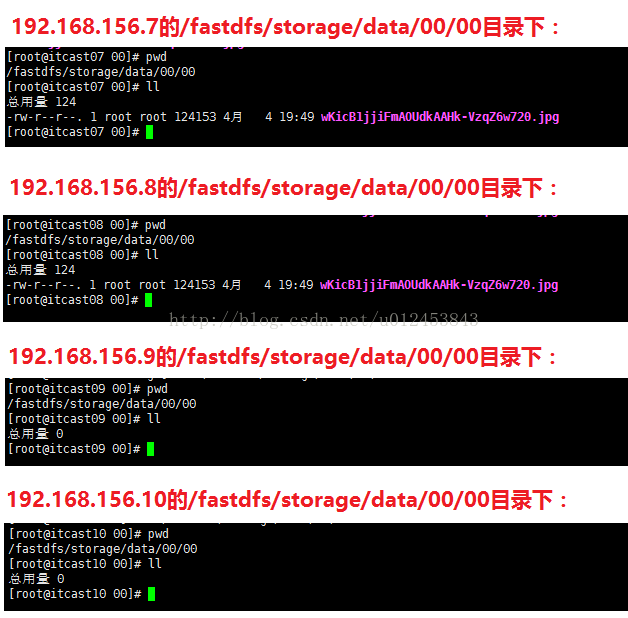 192.168.156.7的/fastdfs/storage/data/00/00目录下：
[root@itcast07 00]# pwd
/fastdfs/storage/data/00/00
[root@itcast07 00]# ll
总用量 124
-rw-r--r--. 1 root root 124153 4月   4 19:49 wKicB1jjiFmAOUdkAAHk-VzqZ6w720.jpg
[root@itcast07 00]#
192.168.156.8的/fastdfs/storage/data/00/00目录下：
[root@itcast08 00]# pwd
/fastdfs/storage/data/00/00
[root@itcast08 00]# ll
总用量 124
-rw-r--r--. 1 root root 124153 4月   4 19:49 wKicB1jjiFmAOUdkAAHk-VzqZ6w720.jpg
[root@itcast08 00]#
http://blog.csdn.net/u012453843
192.168.156.9的/fastdfs/storage/data/00/00目录下：
[root@itcast09 00]# pwd
/fastdfs/storage/data/00/00
[root@itcast09 00]# ll
总用量 0
[root@itcast09 00]#
192.168.156.10的/fastdfs/storage/data/00/00目录下：
[root@itcast10 00]# pwd
/fastdfs/storage/data/00/00
[root@itcast10 00]# ll
总用量 0
[root@itcast10 00]#